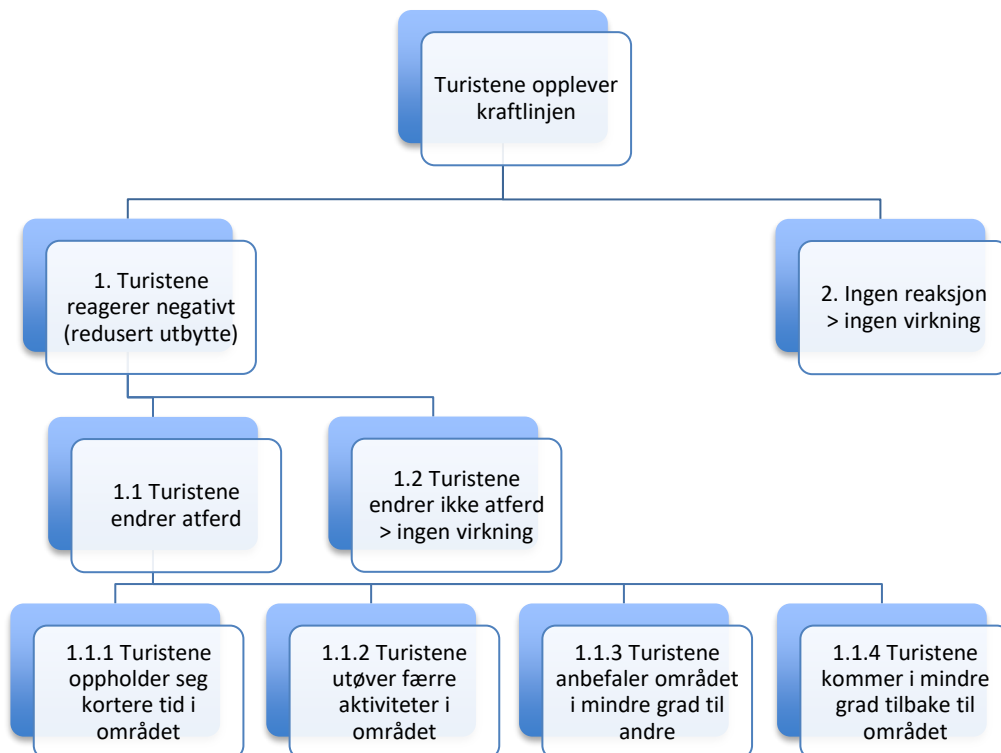 Turistene opplever
kraftlinjen
1. Turistene
reagerer negativt
(redusert utbytte)
2. Ingen reaksjon
> ingen virkning
1.1 Turistene
endrer atferd
1.2 Turistene
endrer ikke atferd
> ingen virkning
1.1.1 Turistene
oppholder seg
kortere tid i
området
1.1.2 Turistene
utøver færre
aktiviteter i
området
1.1.3 Turistene
anbefaler området
i mindre grad til
andre
1.1.4 Turistene
kommer i mindre
grad tilbake til
området